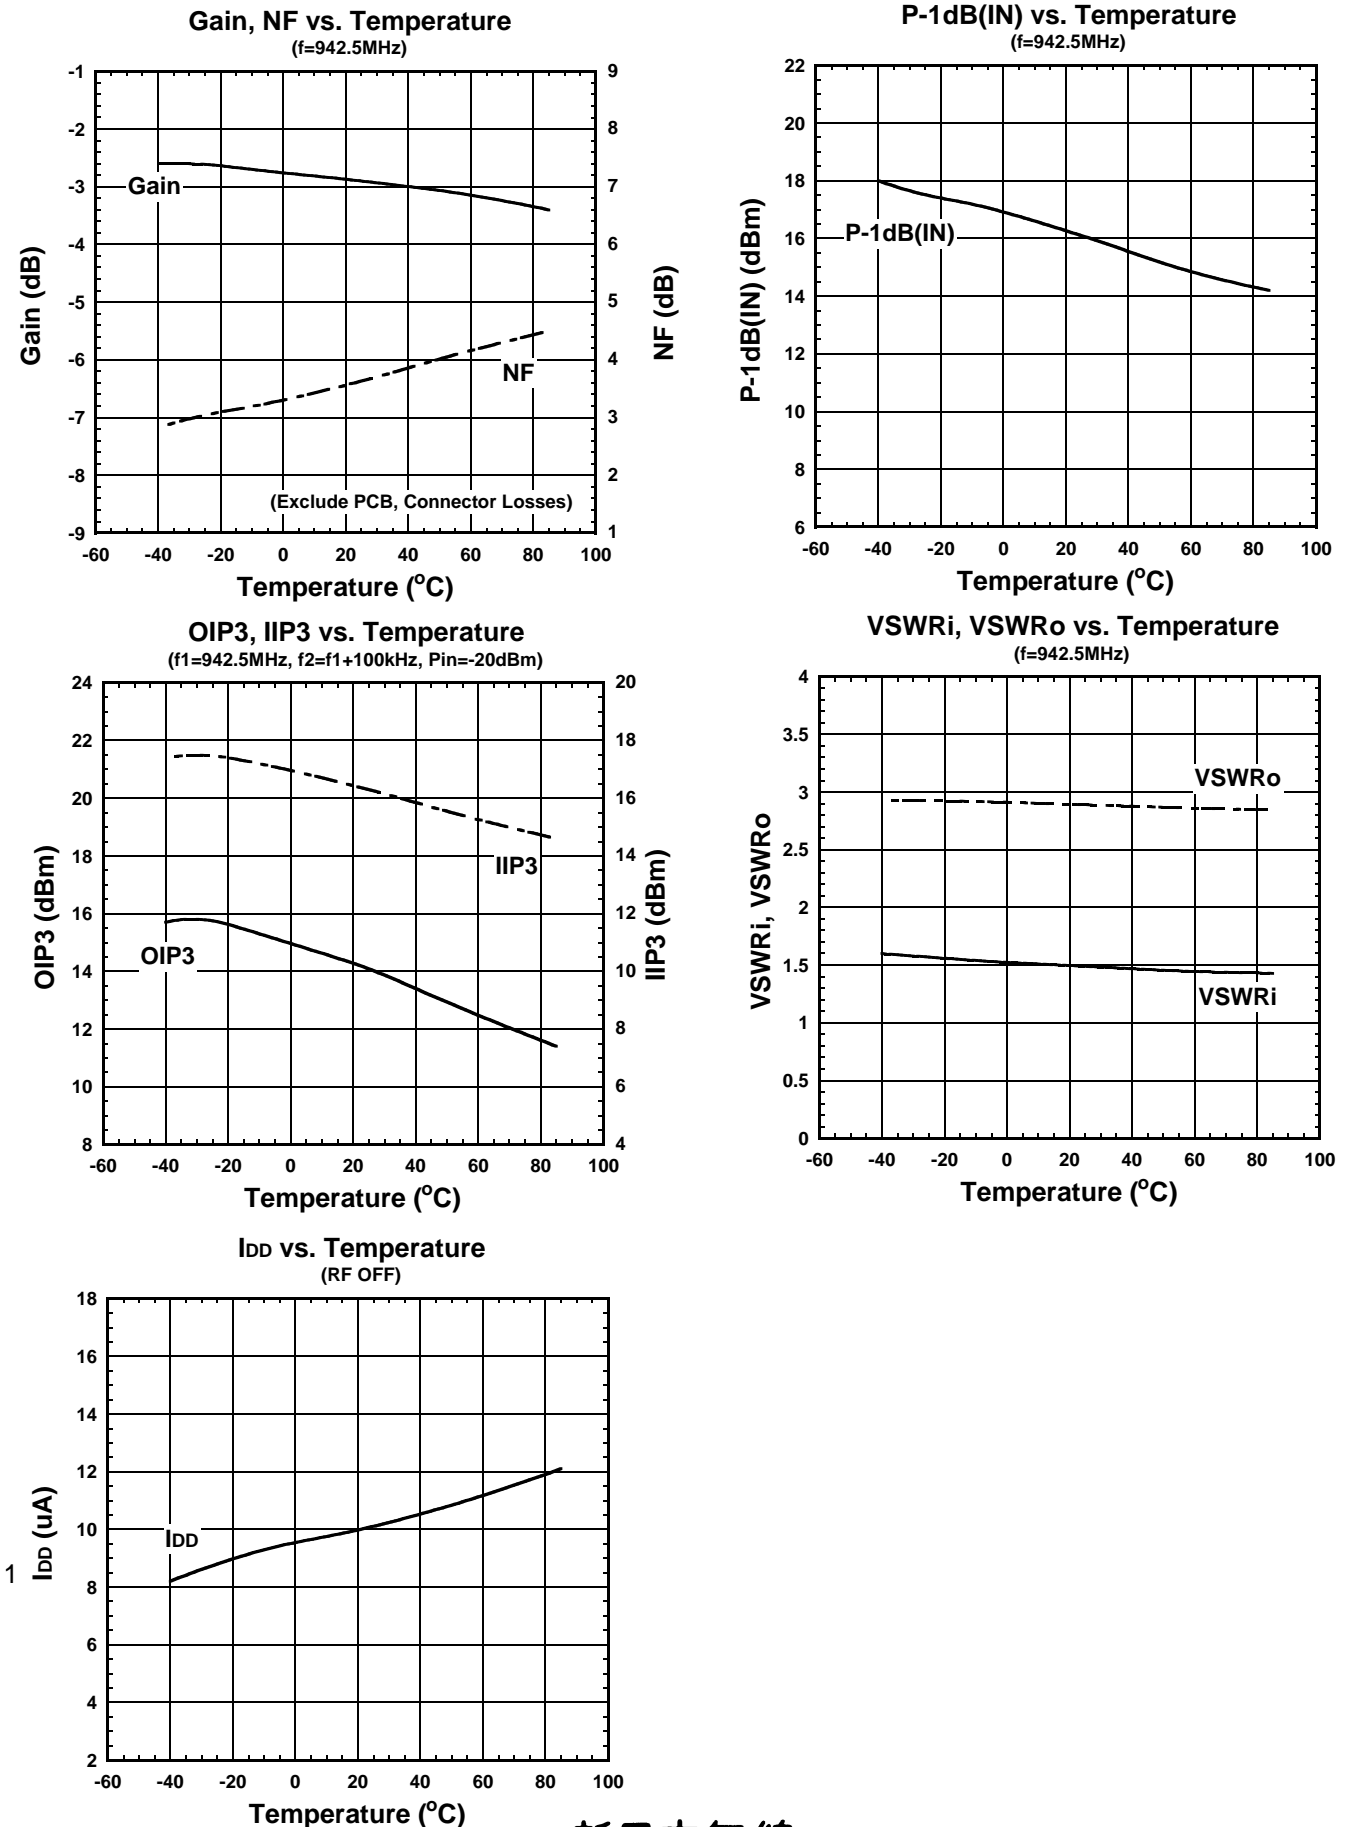 Gain, NF vs. Temperature
(f=942.5MHz)
-1
-2
-3
-4
-5
-6
-7
-8
-9
9
8
7
6
5
4
3
2
1
Gain
NF
(Exclude PCB, Connector Losses)
Gain (dB)
NF (dB)
-60 -40 -20 0 20 40 60 80 100
Temperature (°C)
P-1dB(IN) vs. Temperature
(f=942.5MHz)
22
20
18
16
14
12
10
8
6
P-1dB(IN)
P-1dB(IN) (dBm)
-60 -40 -20 0 20 40 60 80 100
Temperature (°C)
OIP3, IIP3 vs. Temperature
(f1=942.5MHz, f2=f1+100kHz, Pin=-20dBm)
24
22
20
18
16
14
12
10
8
20
18
16
14
12
10
8
6
4
IIP3
OIP3
OIP3 (dBm)
IIP3 (dBm)
-60 -40 -20 0 20 40 60 80 100
Temperature (°C)
VSWRi, VSWRo vs. Temperature
(f=942.5MHz)
4
3.5
3
2.5
2
1.5
1
0.5
0
VSWRo
VSWRi
VSWRi, VSWRo
-60 -40 -20 0 20 40 60 80 100
Temperature (°C)
IDD vs. Temperature
(RF OFF)
18
16
14
12
10
8
6
4
2
IDD
IDD (uA)
1
-60 -40 -20 0 20 40 60 80 100
Temperature (°C)